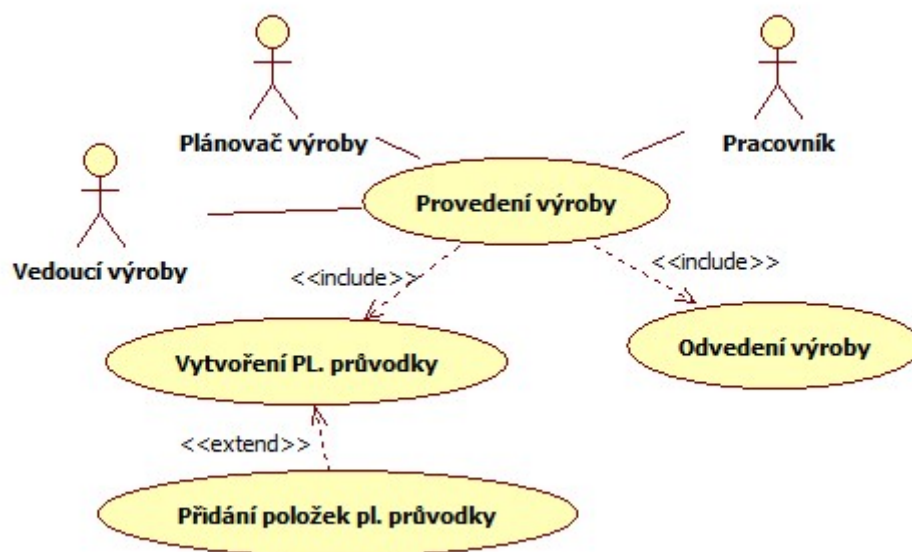 Plánovač výroby
Pracovník
Provedení výroby
Vedoucí výroby
<<include>>
<<include>>
Vytvoření PL. průvodky
Odvedení výroby
<<extend>>
Přidání položek pl. průvodky